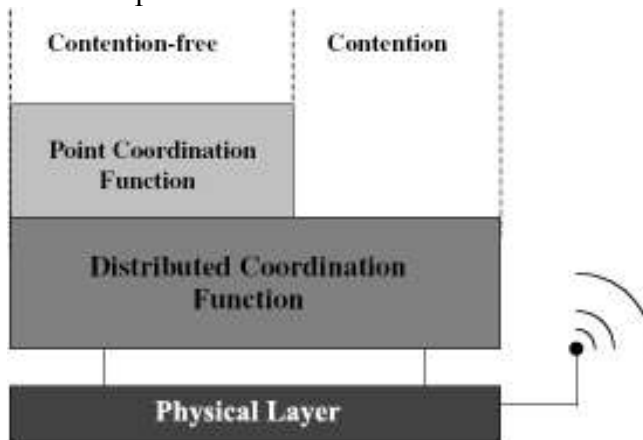 Contention-free Contention
Point Coordination
Function
Distributed Coordination
Function
Physical Layer